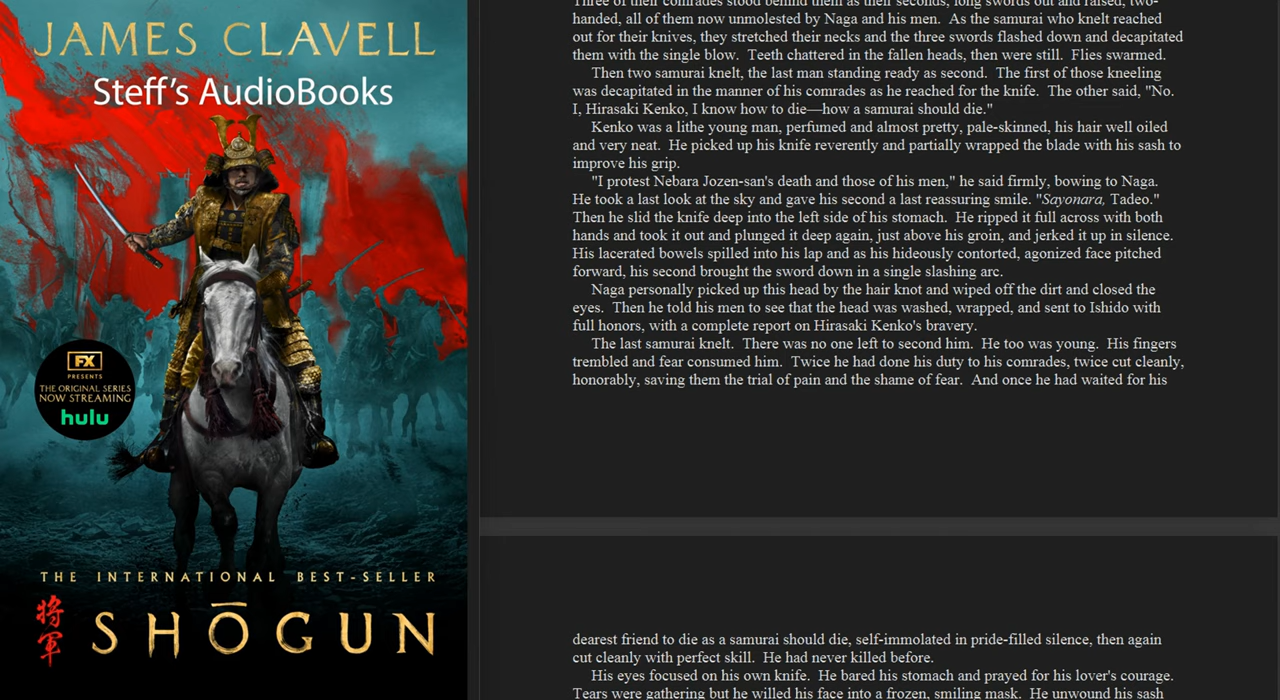 JAMES CLAVELL
Steff's AudioBooks
FX
PRESENTS
THE ORIGINAL SERIES
NOW STREAMING
hulu
THE INTERNATIONAL BEST-SELLER
将軍
SHŌGUN
Three of their comrades stood behind them as their seconds, long swords out and raised, two-
handed, all of them now unmolested by Naga and his men.  As the samurai who knelt reached
out for their knives, they stretched their necks and the three swords flashed down and decapitated
them with the single blow.  Teeth chattered in the fallen heads, then were still.  Flies swarmed.
Then two samurai knelt, the last man standing ready as second.  The first of those kneeling
was decapitated in the manner of his comrades as he reached for the knife.  The other said, "No.
I, Hirasaki Kenko, I know how to die—how a samurai should die."
Kenko was a lithe young man, perfumed and almost pretty, pale-skinned, his hair well oiled
and very neat.  He picked up his knife reverently and partially wrapped the blade with his sash to
improve his grip.
"I protest Nebara Jozen-san's death and those of his men," he said firmly, bowing to Naga.
He took a last look at the sky and gave his second a last reassuring smile. "Sayonara, Tadeo."
Then he slid the knife deep into the left side of his stomach.  He ripped it full across with both
hands and took it out and plunged it deep again, just above his groin, and jerked it up in silence.
His lacerated bowels spilled into his lap and as his hideously contorted, agonized face pitched
forward, his second brought the sword down in a single slashing arc.
Naga personally picked up this head by the hair knot and wiped off the dirt and closed the
eyes.  Then he told his men to see that the head was washed, wrapped, and sent to Ishido with
full honors, with a complete report on Hirasaki Kenko's bravery.
The last samurai knelt.  There was no one left to second him.  He too was young.  His fingers
trembled and fear consumed him.  Twice he had done his duty to his comrades, twice cut cleanly,
honorably, saving them the trial of pain and the shame of fear.  And once he had waited for his
dearest friend to die as a samurai should die, self-immolated in pride-filled silence, then again
cut cleanly with perfect skill.  He had never killed before.
His eyes focused on his own knife.  He bared his stomach and prayed for his lover's courage.
Tears were gathering but he willed his face into a frozen, smiling mask.  He unwound his sash